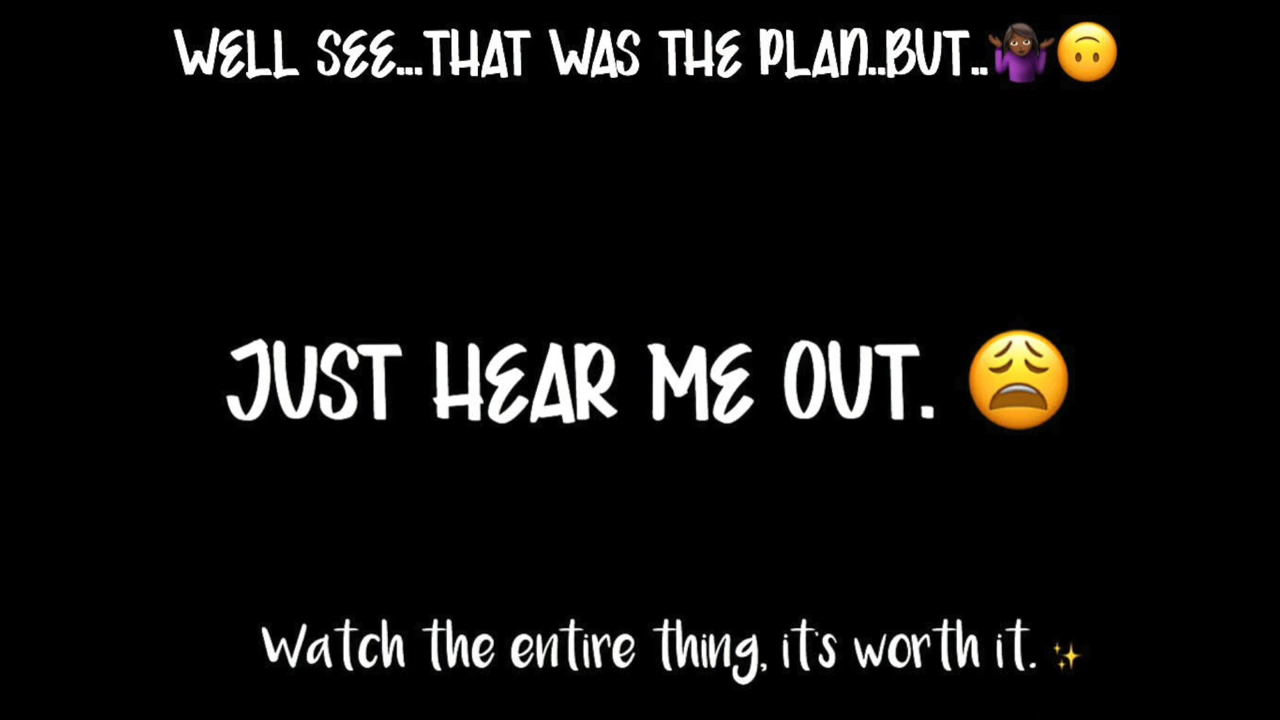 WELL SEE...THAT WAS THE PLAN..BUT..🤷🏾‍♀️🙃
JUST HEAR ME OUT. 😩
Watch the entire thing, it's worth it. ✨